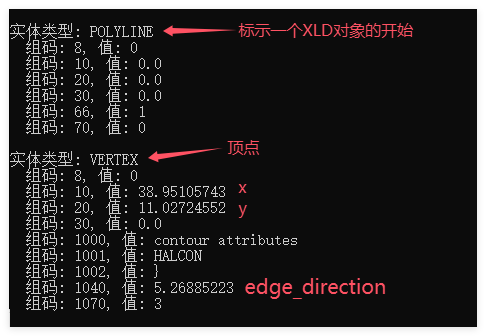 实体类型: POLYLINE 标示一个XLD对象的开始
组码: 8, 值: 0
组码: 10, 值: 0.0
组码: 20, 值: 0.0
组码: 30, 值: 0.0
组码: 66, 值: 1
组码: 70, 值: 0
实体类型: VERTEX 顶点
组码: 8, 值: 0
组码: 10, 值: 38.95105743 x
组码: 20, 值: 11.02724552 y
组码: 30, 值: 0.0
组码: 1000, 值: contour attributes
组码: 1001, 值: HALCON
组码: 1002, 值: }
组码: 1040, 值: 5.26885223 edge_direction
组码: 1070, 值: 3